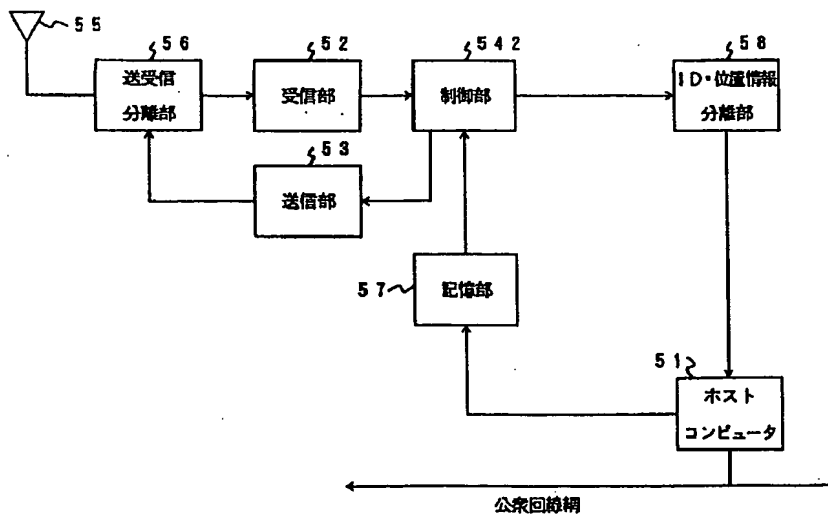 ５５
５６
５２
５４２
５８
送受信
分離部
受信部
制御部
ＩＤ・位置情報
分離部
５３
送信部
５７
記憶部
５１
ホスト
コンピュータ
公衆回線網